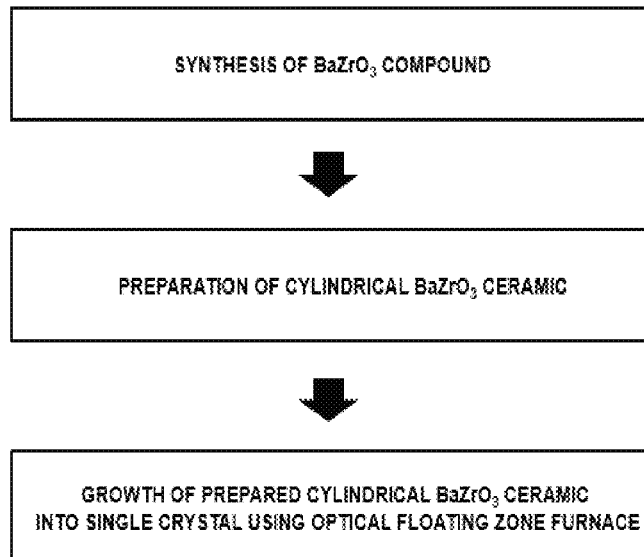 SYNTHESIS OF BaZrO₃ COMPOUND
PREPARATION OF CYLINDRICAL BaZrO₃ CERAMIC
GROWTH OF PREPARED CYLINDRICAL BaZrO₃ CERAMIC
INTO SINGLE CRYSTAL USING OPTICAL FLOATING ZONE FURNACE